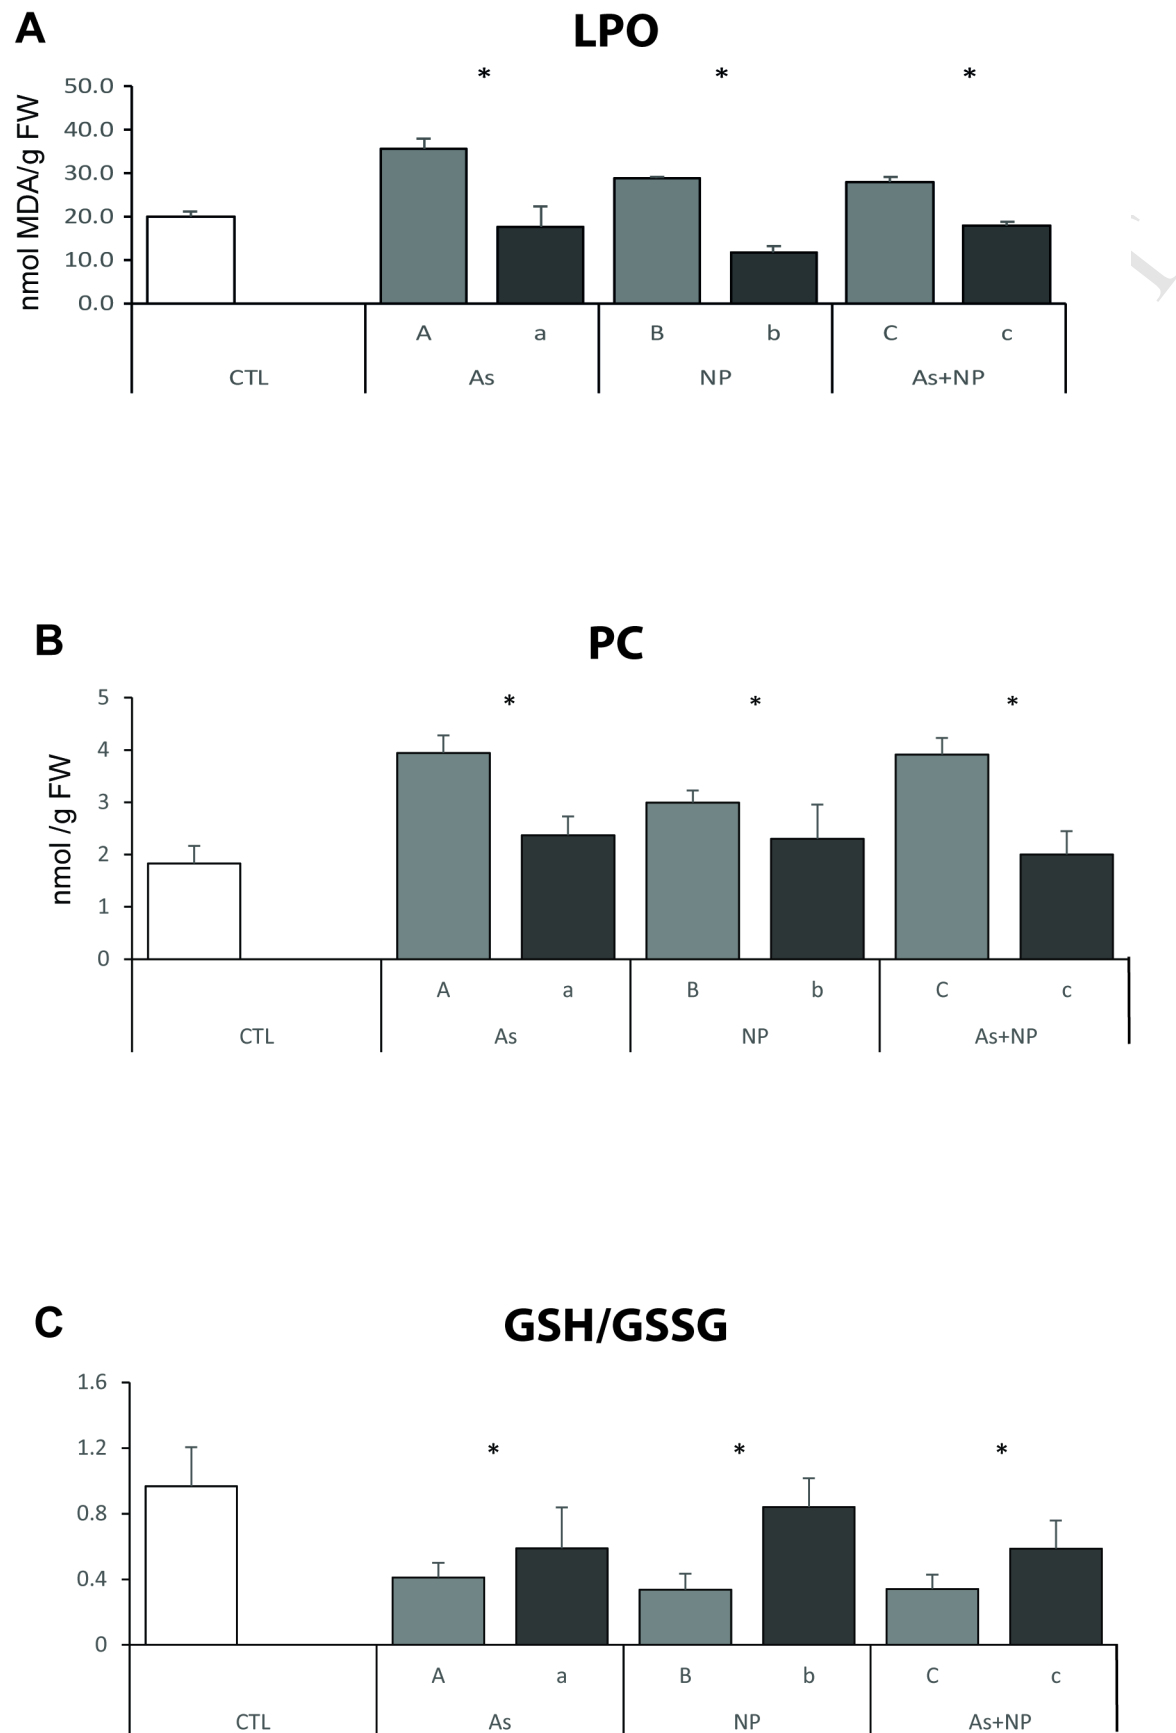 A
LPO
* * *
nmol MDA/g FW
50.0
40.0
30.0
20.0
10.0
0.0
A a B b C c
CTL As NP As+NP
B
PC
* * *
nmol /g FW
5
4
3
2
1
0
A a B b C c
CTL As NP As+NP
C
GSH/GSSG
1.6
1.2
* * *
0.8
0.4
0
A a B b C c
CTL As NP As+NP